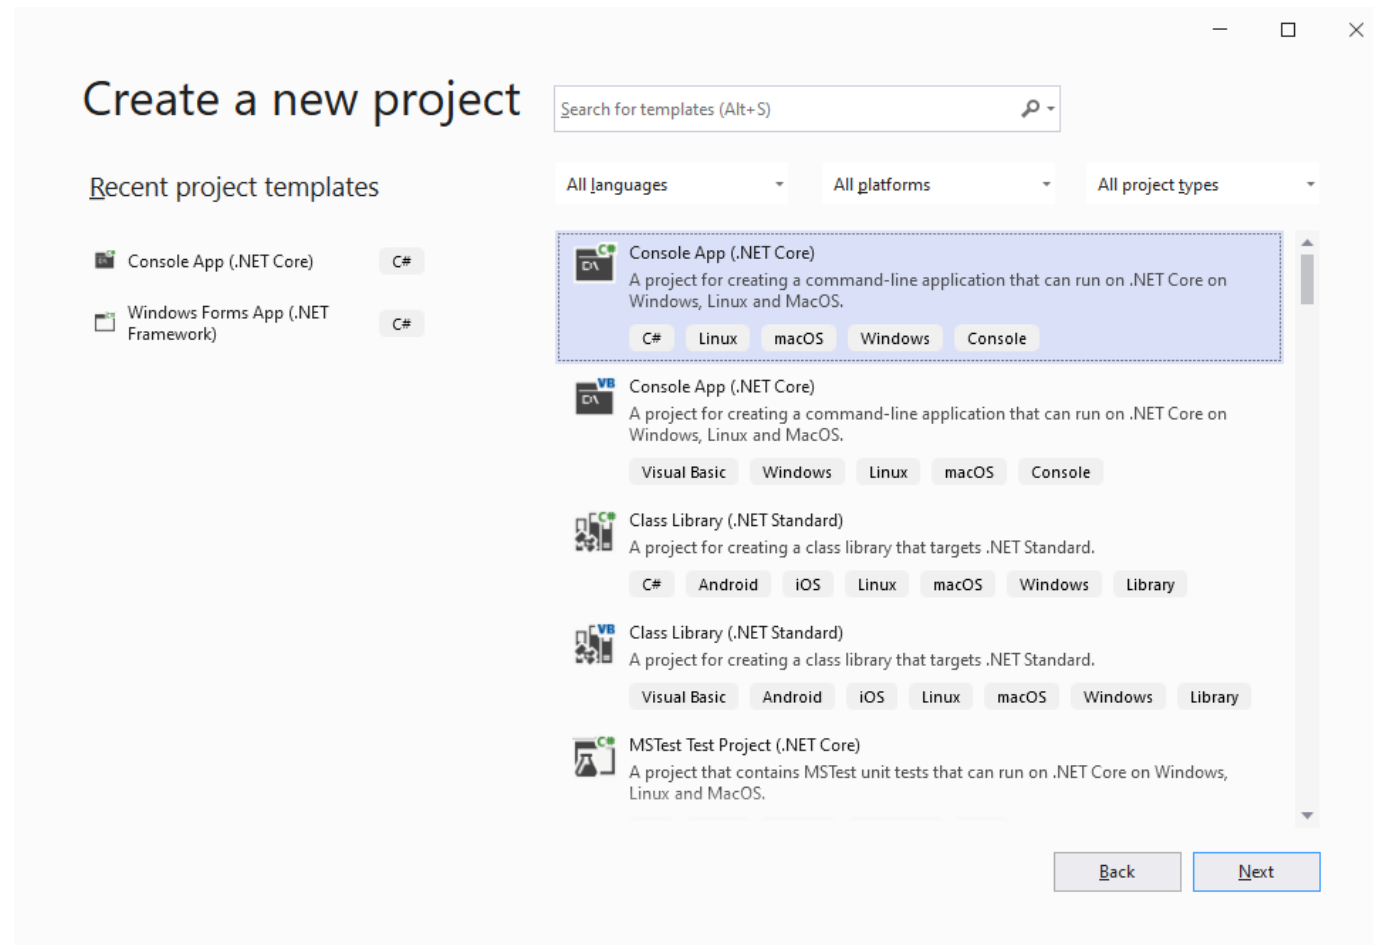 Create a new project
Search for templates (Alt+S)
Recent project templates
All languages
All platforms
All project types
Console App (.NET Core)
C#
Windows Forms App (.NET
Framework)
C#
Console App (.NET Core)
A project for creating a command-line application that can run on .NET Core on
Windows, Linux and MacOS.
C# Linux macOS Windows Console
Console App (.NET Core)
A project for creating a command-line application that can run on .NET Core on
Windows, Linux and MacOS.
Visual Basic Windows Linux macOS Console
Class Library (.NET Standard)
A project for creating a class library that targets .NET Standard.
C# Android iOS Linux macOS Windows Library
Class Library (.NET Standard)
A project for creating a class library that targets .NET Standard.
Visual Basic Android iOS Linux macOS Windows Library
MSTest Test Project (.NET Core)
A project that contains MSTest unit tests that can run on .NET Core on Windows,
Linux and MacOS.
Back
Next